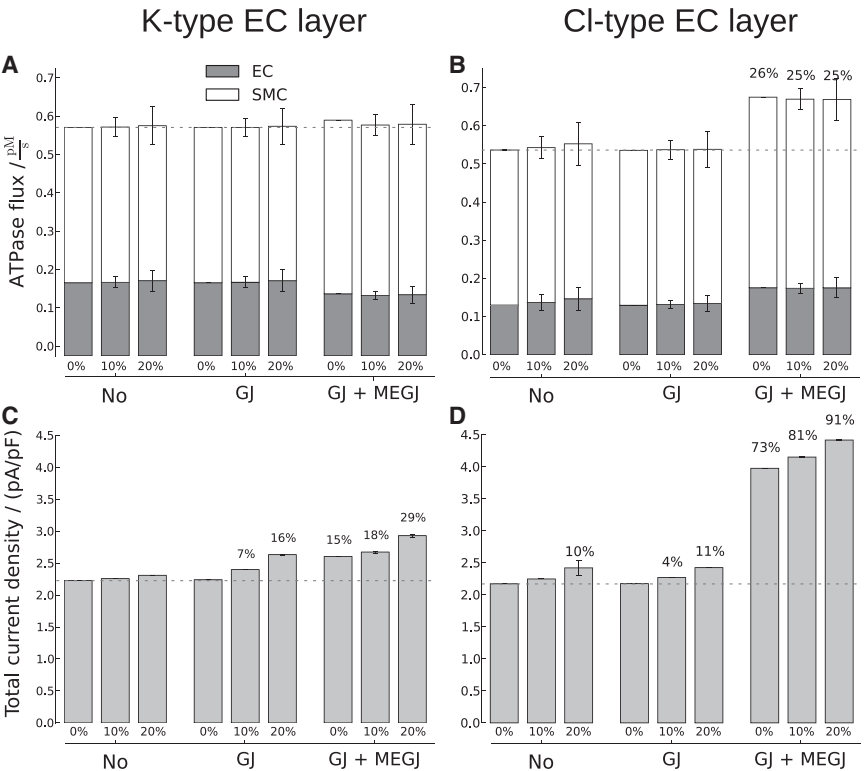 K-type EC layer
Cl-type EC layer
A
EC
SMC
ATPase flux / pM/s
0.7
0.6
0.5
0.4
0.3
0.2
0.1
0.0
0% 10% 20% 0% 10% 20% 0% 10% 20%
No GJ GJ + MEGJ
B
26% 25% 25%
0.7
0.6
0.5
0.4
0.3
0.2
0.1
0.0
0% 10% 20% 0% 10% 20% 0% 10% 20%
No GJ GJ + MEGJ
C
Total current density / (pA/pF)
4.5
4.0
3.5
3.0
2.5
2.0
1.5
1.0
0.5
0.0
7% 16% 15% 18% 29%
0% 10% 20% 0% 10% 20% 0% 10% 20%
No GJ GJ + MEGJ
D
4.5
4.0
3.5
3.0
2.5
2.0
1.5
1.0
0.5
0.0
10% 4% 11% 73% 81% 91%
0% 10% 20% 0% 10% 20% 0% 10% 20%
No GJ GJ + MEGJ